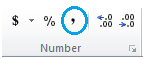 $ % , .0 .00
.00 .0
Number